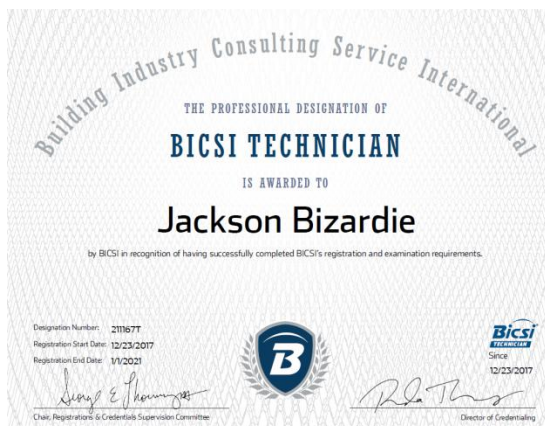 Building Industry Consulting Service International
THE PROFESSIONAL DESIGNATION OF
BICSI TECHNICIAN
IS AWARDED TO
Jackson Bizardie
by BICSI in recognition of having successfully completed BICSI's registration and examination requirements.
Designation Number: 211167T
Registration Start Date: 12/23/2017
Registration End Date: 1/1/2021
Chair, Registrations & Credentials Supervision Committee
B
Bicsi
TECHNICIAN
Since
12/23/2017
Director of Credentialing